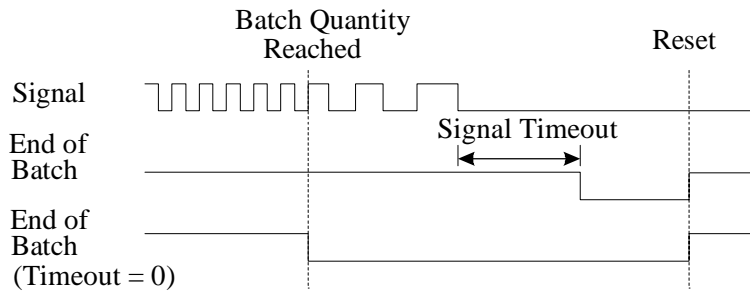 Batch Quantity
Reached
Reset
Signal
Signal Timeout
End of
Batch
End of
Batch
(Timeout = 0)